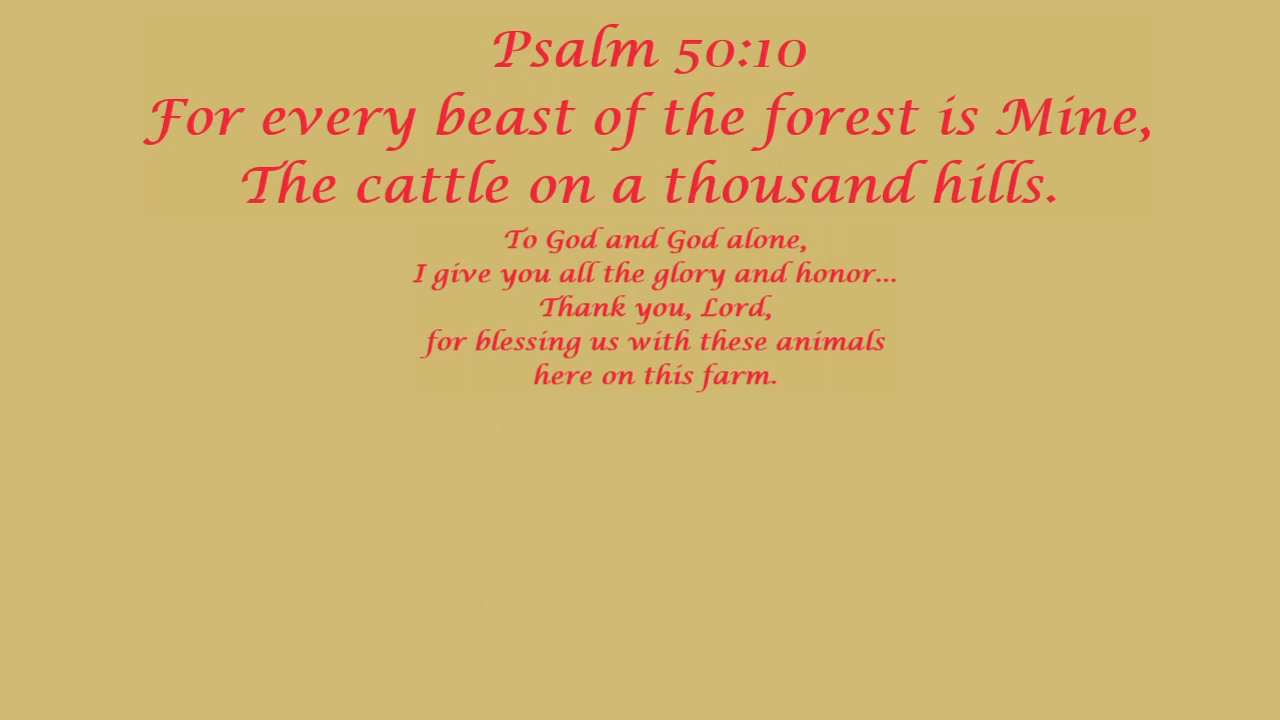 Psalm 50:10
For every beast of the forest is Mine,
The cattle on a thousand hills.
To God and God alone,
I give you all the glory and honor...
Thank you, Lord,
for blessing us with these animals
here on this farm.